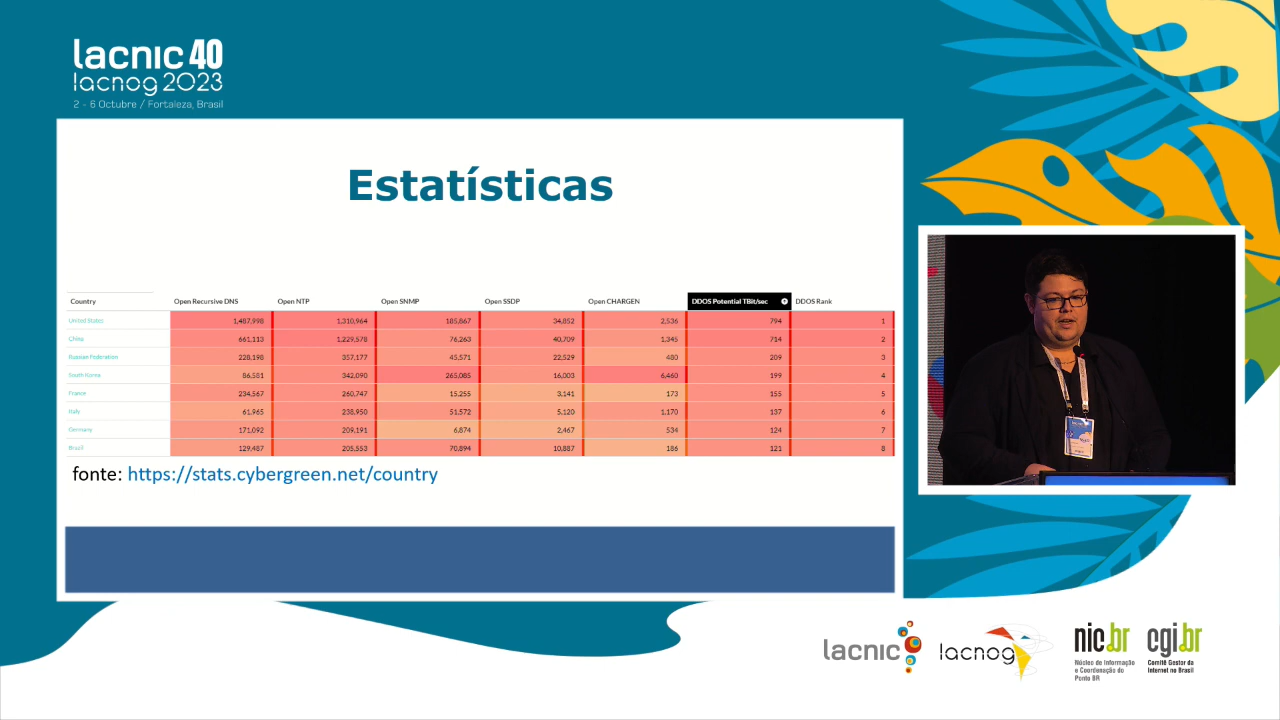 lacnic 40
lacnog 2023
2 - 6 Octubre / Fortaleza, Brasil
Estatísticas
Country Open Recursive DNS Open NTP Open SNMP Open SSDP Open CHARGEN DDOS Potential TBit/sec DDOS Rank
United States 1,487,998 1,310,964 185,867 34,852 2,536 794 1
China 661,113 1,229,578 76,263 40,709 1,345 714 2
Russian Federation 228,198 357,177 45,571 22,529 480 209 3
South Korea 86,581 342,090 265,085 16,003 6,460 199 4
France 234,567 260,747 15,255 3,141 173 155 5
Italy 61,965 238,950 51,572 5,120 1,170 137 6
Germany 171,092 209,191 6,874 2,467 534 124 7
Brazil 129,487 205,553 70,894 10,887 186 121 8
fonte: https://stats.cybergreen.net/country
lacnic
lacnog
nic.br
Núcleo de Informação
e Coordenação do
Ponto BR
cgi.br
Comitê Gestor da
Internet no Brasil